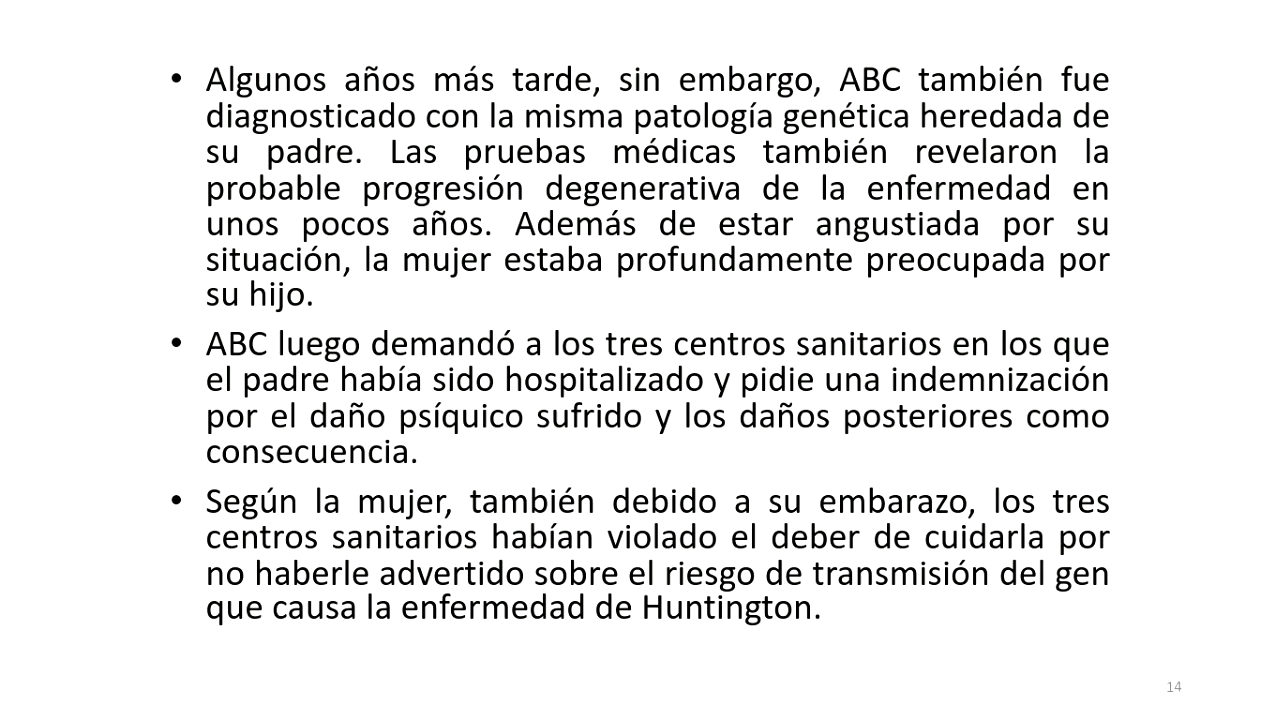 • Algunos años más tarde, sin embargo, ABC también fue
diagnosticado con la misma patología genética heredada de
su padre. Las pruebas médicas también revelaron la
probable progresión degenerativa de la enfermedad en
unos pocos años. Además de estar angustiada por su
situación, la mujer estaba profundamente preocupada por
su hijo.
• ABC luego demandó a los tres centros sanitarios en los que
el padre había sido hospitalizado y pidie una indemnización
por el daño psíquico sufrido y los daños posteriores como
consecuencia.
• Según la mujer, también debido a su embarazo, los tres
centros sanitarios habían violado el deber de cuidarla por
no haberle advertido sobre el riesgo de transmisión del gen
que causa la enfermedad de Huntington.
14